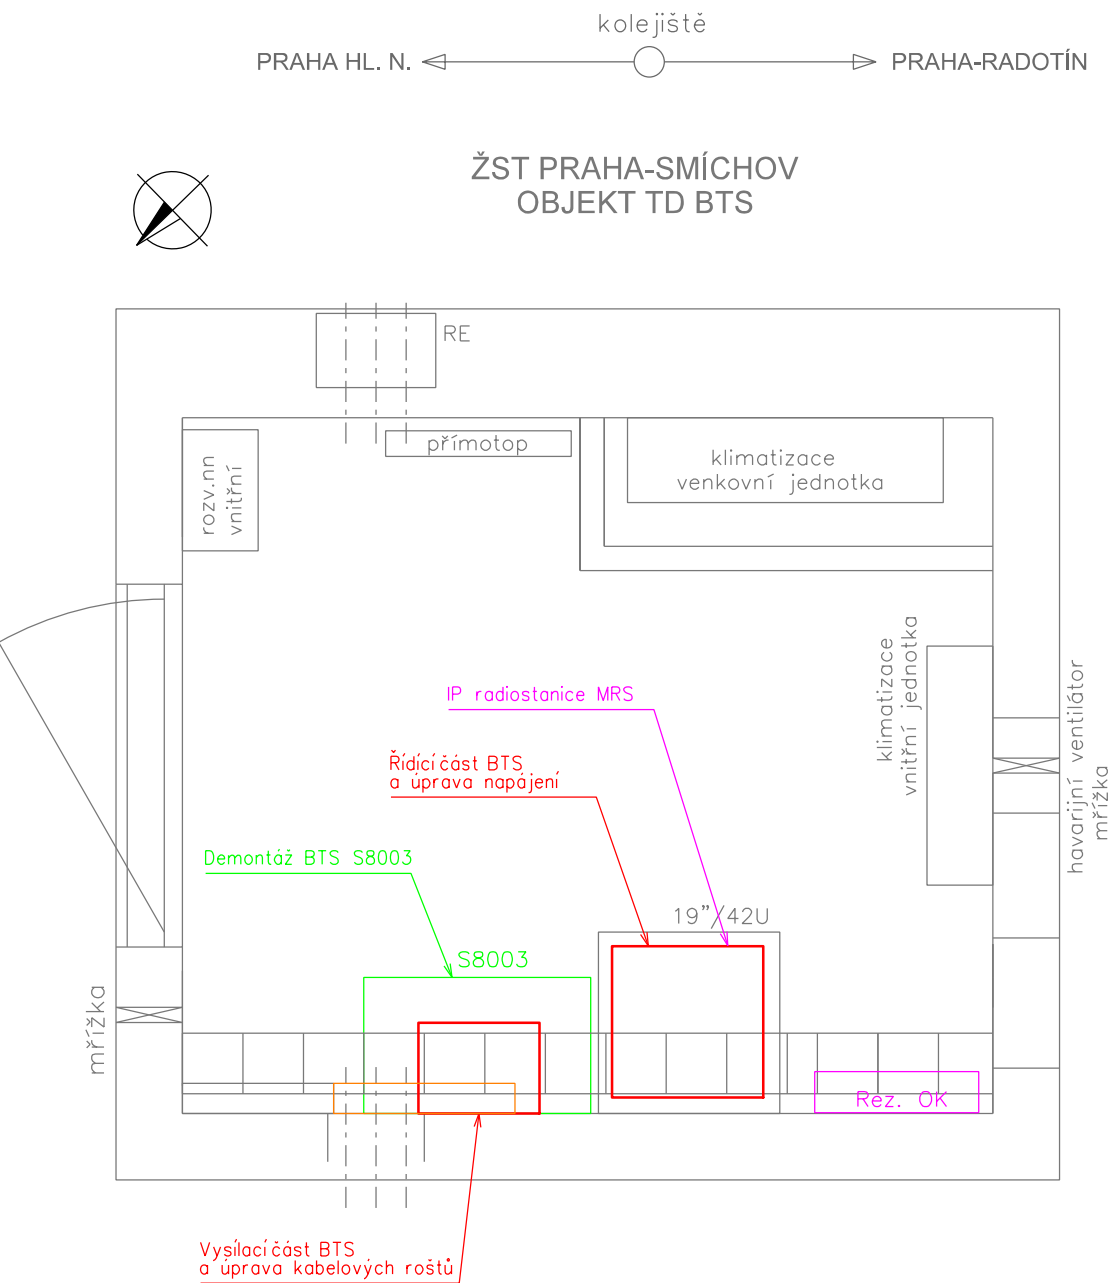 kolejiště
PRAHA HL. N.
PRAHA-RADOTÍN
ŽST PRAHA-SMÍCHOV
OBJEKT TD BTS
RE
přímotop
rozv.nn
vnitřní
klimatizace
venkovní jednotka
klimatizace
vnitřní jednotka
havarijní ventilátor
mřížka
IP radiostanice MRS
Řídící část BTS
a úprava napájení
Demontáž BTS S8003
19"/42U
S8003
mřížka
Rez. OK
Vysílací část BTS
a úprava kabelových roštů